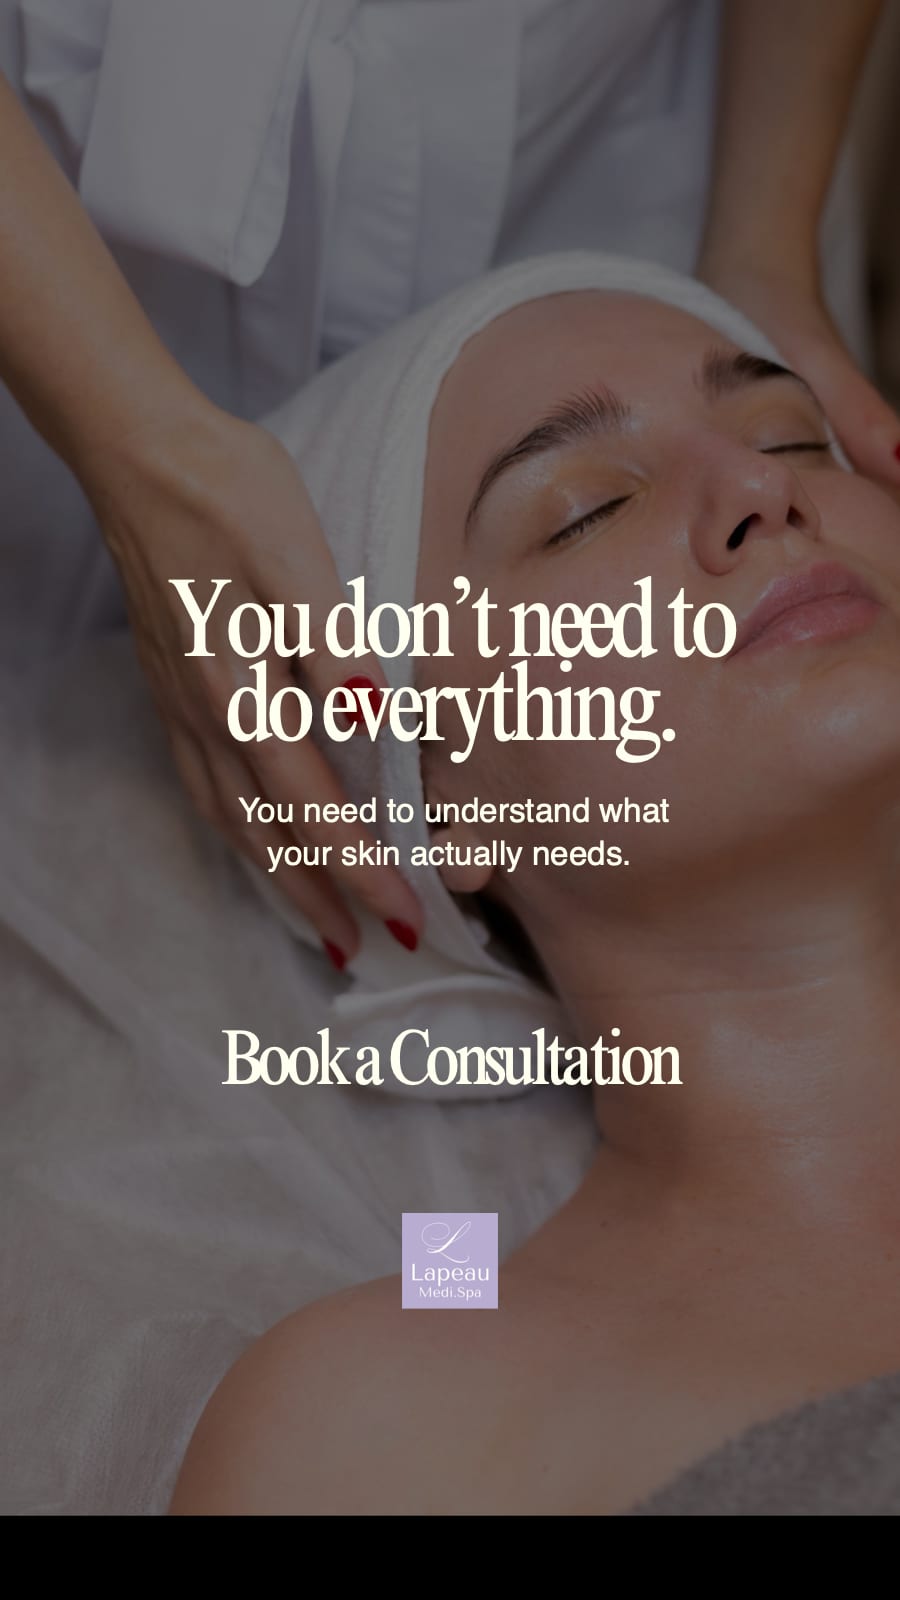 You don’t need to
do everything.
You need to understand what
your skin actually needs.
Book a Consultation
L
Lapeau
Medi.Spa